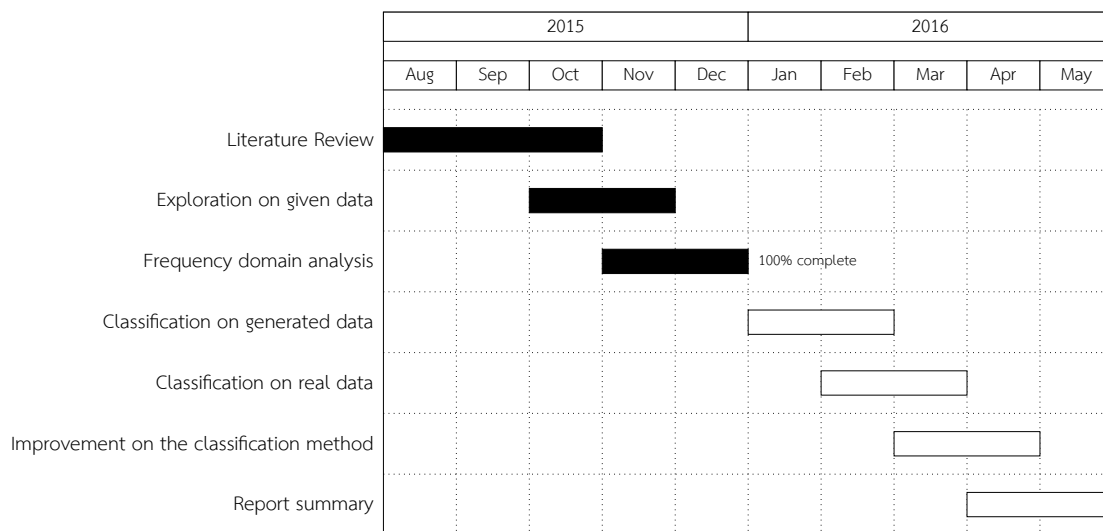 2015 2016
Aug Sep Oct Nov Dec Jan Feb Mar Apr May
Literature Review
Exploration on given data
Frequency domain analysis 100% complete
Classification on generated data
Classification on real data
Improvement on the classification method
Report summary